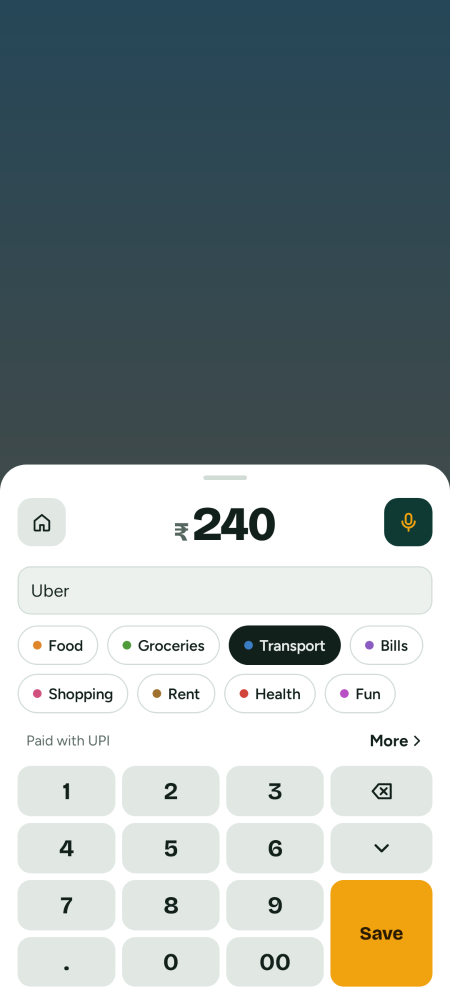 ₹240
Uber
Food Groceries Transport Bills
Shopping Rent Health Fun
Paid with UPI More
1 2 3
4 5 6
7 8 9
Save
. 0 00